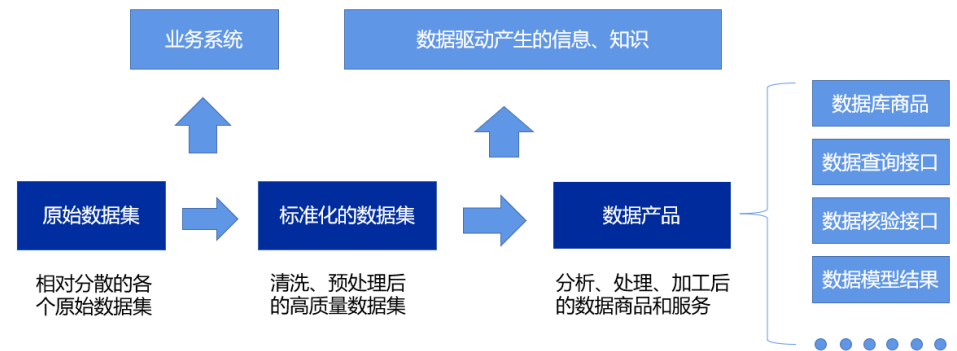 业务系统
数据驱动产生的信息、知识
原始数据集
标准化的数据集
数据产品
相对分散的各
个原始数据集
清洗、预处理后
的高质量数据集
分析、处理、加工后
的数据商品和服务
数据库商品
数据查询接口
数据核验接口
数据模型结果